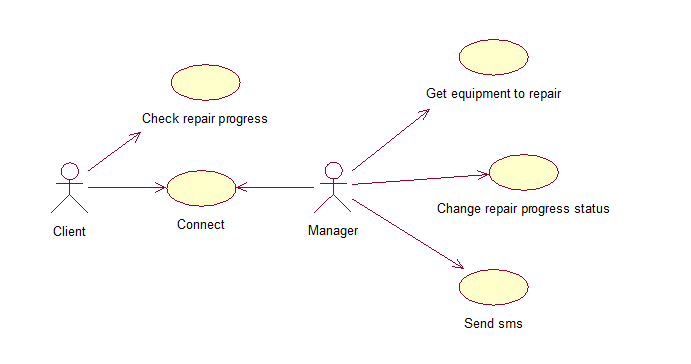 Get equipment to repair
Check repair progress
Change repair progress status
Connect
Client
Manager
Send sms